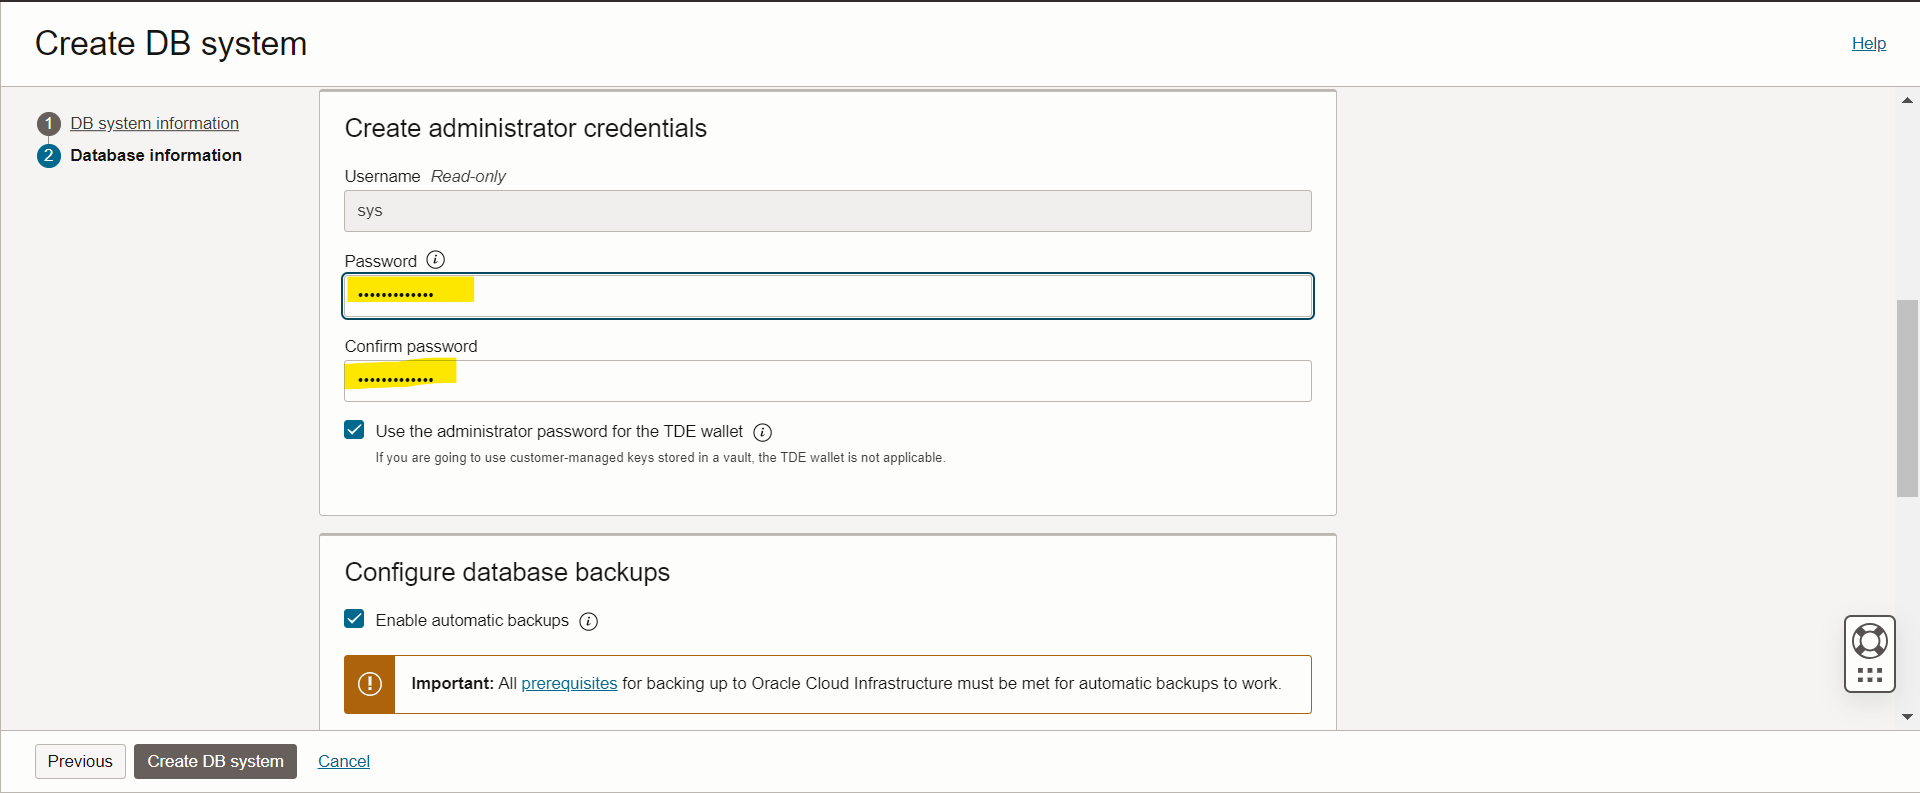 Create DB system
Help
1 DB system information
2 Database information
Create administrator credentials
Username Read-only
sys
Password
•••••••••••••
Confirm password
•••••••••••••
Use the administrator password for the TDE wallet
If you are going to use customer-managed keys stored in a vault, the TDE wallet is not applicable.
Configure database backups
Enable automatic backups
Important: All prerequisites for backing up to Oracle Cloud Infrastructure must be met for automatic backups to work.
Previous
Create DB system
Cancel